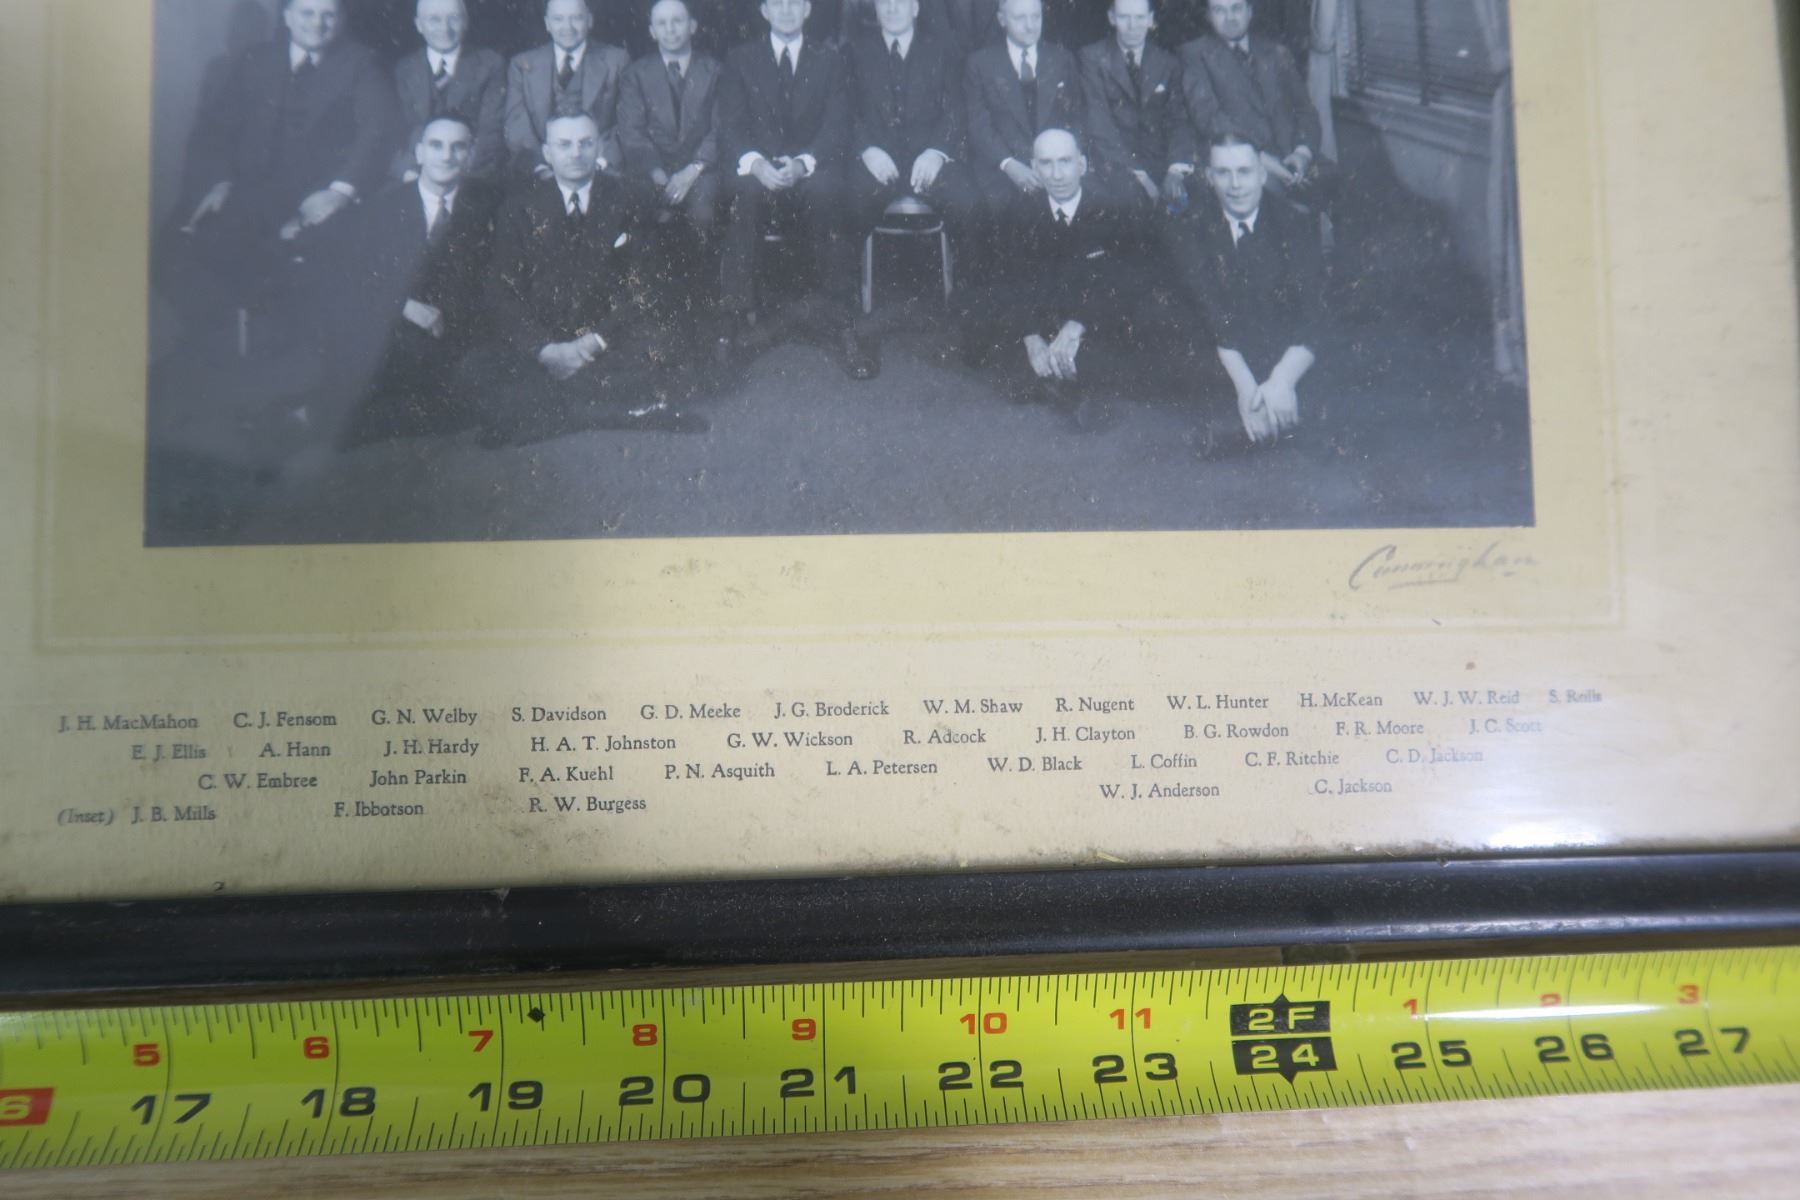 Cunningham
J. H. MacMahon C. J. Fensom G. N. Welby S. Davidson G. D. Meeke J. G. Broderick W. M. Shaw R. Nugent W. L. Hunter H. McKean W. J. W. Reid S.
E. J. Ellis A. Hann J. H. Hardy H. A. T. Johnston G. W. Wickson R. Adcock J. H. Clayton B. G. Rowdon F. R. Moore J. C. Scott
C. W. Embree John Parkin F. A. Kuehl P. N. Asquith L. A. Petersen W. D. Black L. Coffin C. F. Ritchie C. D. Jackson
(Inset) J. B. Mills F. Ibbotson R. W. Burgess W. J. Anderson C. Jackson
5 6 7 8 9 10 11 2F 1 2 3
6 17 18 19 20 21 22 23 24 25 26 27